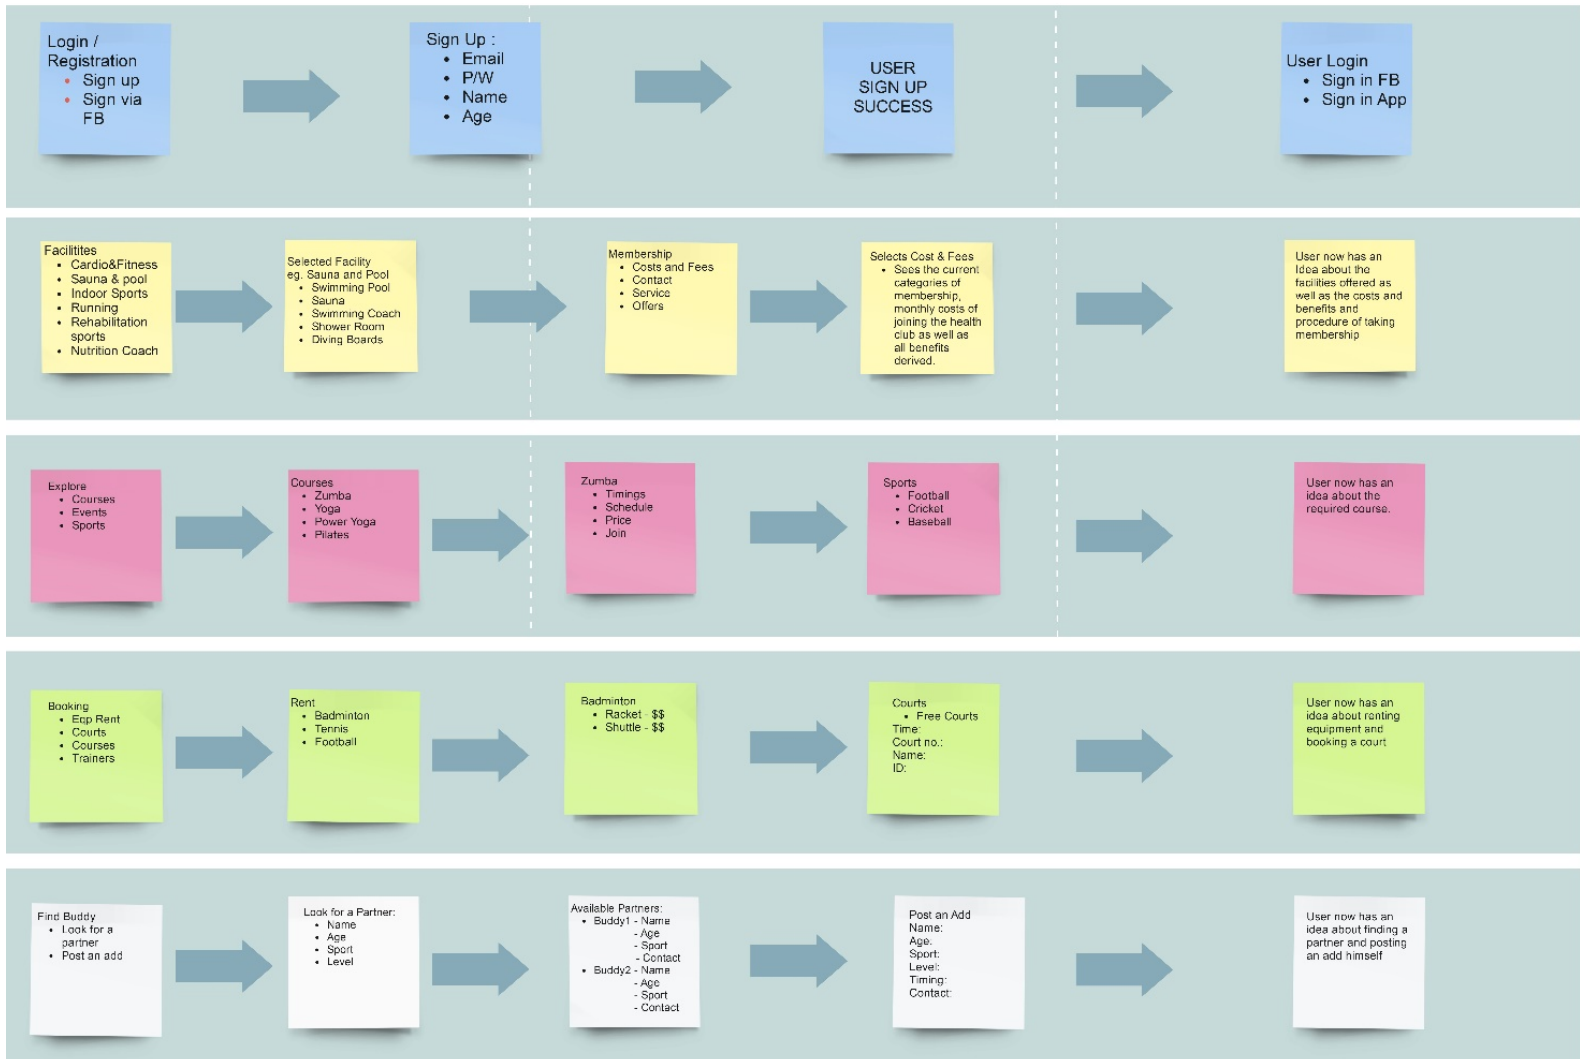 Login /
Registration
• Sign up
• Sign via
FB
Sign Up :
• Email
• P/W
• Name
• Age
USER
SIGN UP
SUCCESS
User Login
• Sign in FB
• Sign in App
Facilitites
• Cardio&Fitness
• Sauna & pool
• Indoor Sports
• Running
• Rehabilitation
sports
• Nutrition Coach
Selected Facility
eg. Sauna and Pool
• Swimming Pool
• Sauna
• Swimming Coach
• Shower Room
• Diving Boards
Membership
• Costs and Fees
• Contact
• Service
• Offers
Selects Cost & Fees
• Sees the current
categories of
membership,
monthly costs of
joining the health
club as well as
all benefits
derived.
User now has an
Idea about the
facilities offered as
well as the costs and
benefits and
procedure of taking
membership
Explore
• Courses
• Events
• Sports
Courses
• Zumba
• Yoga
• Power Yoga
• Pilates
Zumba
• Timings
• Schedule
• Price
• Join
Sports
• Football
• Cricket
• Baseball
User now has an
idea about the
required course.
Booking
• Eqp Rent
• Courts
• Courses
• Trainers
Rent
• Badminton
• Tennis
• Football
Badminton
• Racket - $$
• Shuttle - $$
Courts
• Free Courts
Time:
Court no.:
Name:
ID:
User now has an
idea about renting
equipment and
booking a court
Find Buddy
• Look for a
partner
• Post an add
Look for a Partner:
• Name
• Age
• Sport
• Level
Available Partners:
• Buddy1 - Name
- Age
- Sport
- Contact
• Buddy2 - Name
- Age
- Sport
- Contact
Post an Add
Name:
Age:
Sport:
Level:
Timing:
Contact:
User now has an
idea about finding a
partner and posting
an add himself